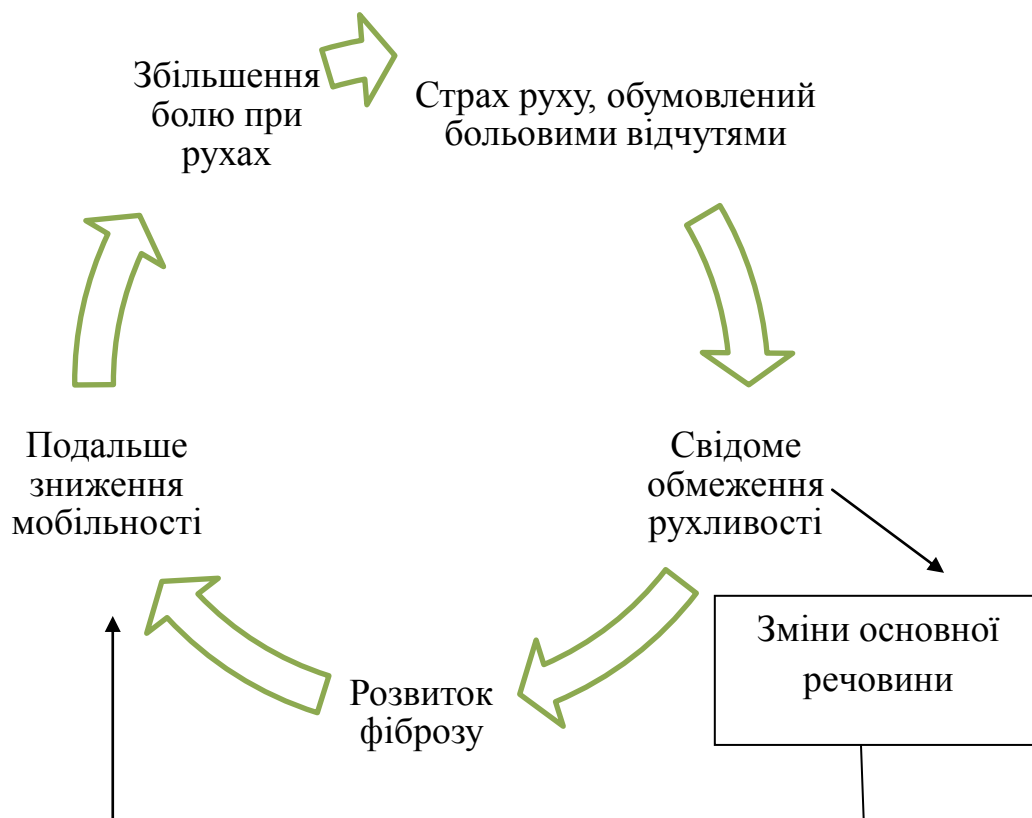 Збільшення
болю при
рухах
Страх руху, обумовлений
больовими відчутями
Свідоме
обмеження
рухливості
Зміни основної
речовини
Розвиток
фіброзу
Подальше
зниження
мобільності